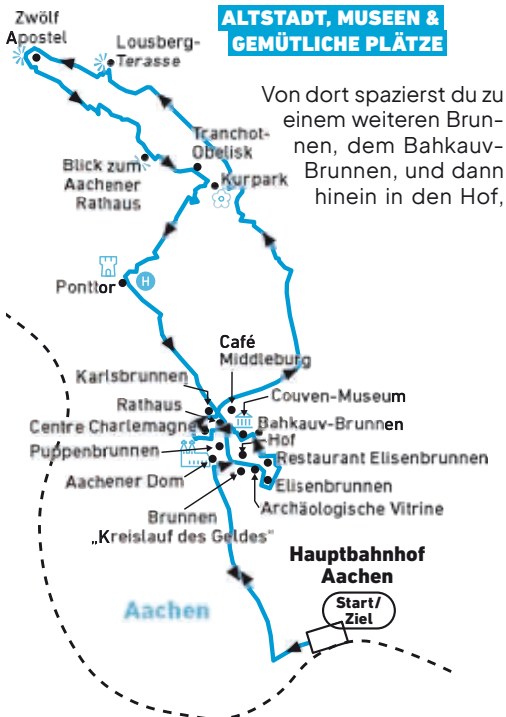 ALTSTADT, MUSEEN &
GEMÜTLICHE PLÄTZE
Von dort spazierst du zu
einem weiteren Brun-
nen, dem Bahkauv-
Brunnen, und dann
hinein in den Hof,
Zwölf
Apostel
Lousberg-
Terasse
Tranchot-
Obelisk
Blick zum
Aachener
Rathaus
Kurpark
Ponttor
H
Café
Middleburg
Karlsbrunnen
Couven-Museum
Rathaus
Bahkauv-Brunnen
Centre Charlemagne
Hof
Puppenbrunnen
Restaurant Elisenbrunnen
Aachener Dom
Elisenbrunnen
Archäologische Vitrine
Brunnen
„Kreislauf des Geldes"
Hauptbahnhof
Aachen
Start/
Ziel
Aachen